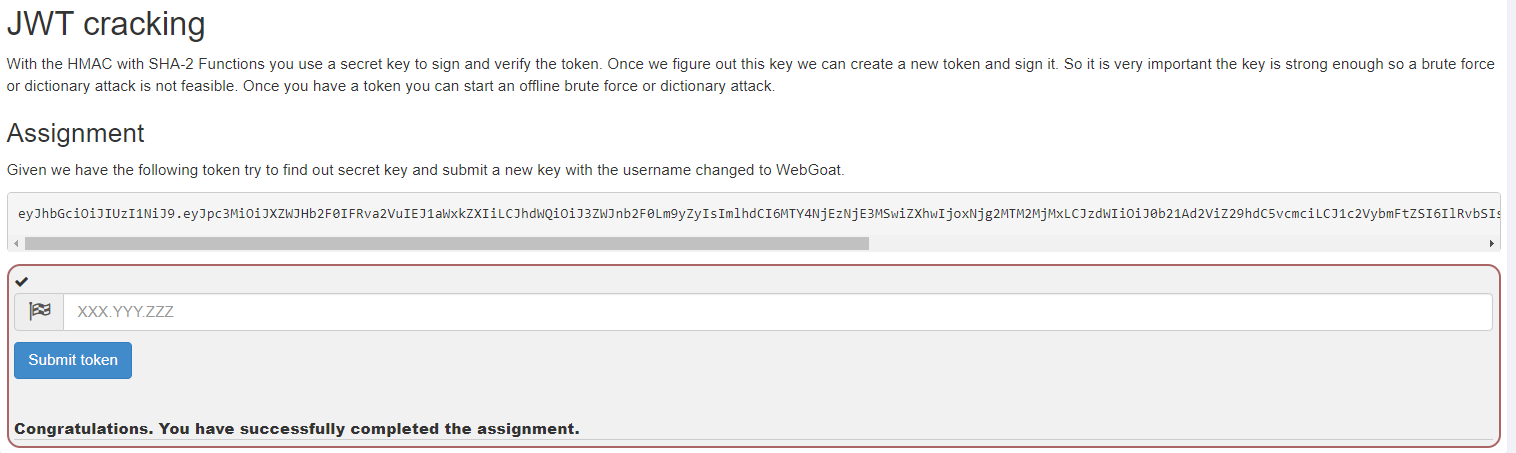 JWT cracking
With the HMAC with SHA-2 Functions you use a secret key to sign and verify the token. Once we figure out this key we can create a new token and sign it. So it is very important the key is strong enough so a brute force
or dictionary attack is not feasible. Once you have a token you can start an offline brute force or dictionary attack.
Assignment
Given we have the following token try to find out secret key and submit a new key with the username changed to WebGoat.
eyJhbGciOiJIUzI1NiJ9.eyJpc3MiOiJXZWJHb2F0IFRva2VuIEJ1aWxkZXIiLCJhdWQiOiJ3ZWJnb2F0Lm9yZyIsImlhdCI6MTY4NjEzNjE3MSwiZXhwIjoxNjg2MTM2MjMxLCJzdWIiOiJ0b21Ad2ViZ29hdC5vcmciLCJ1c2VybmFtZSI6IlRvbSIs
XXX.YYY.ZZZ
Submit token
Congratulations. You have successfully completed the assignment.